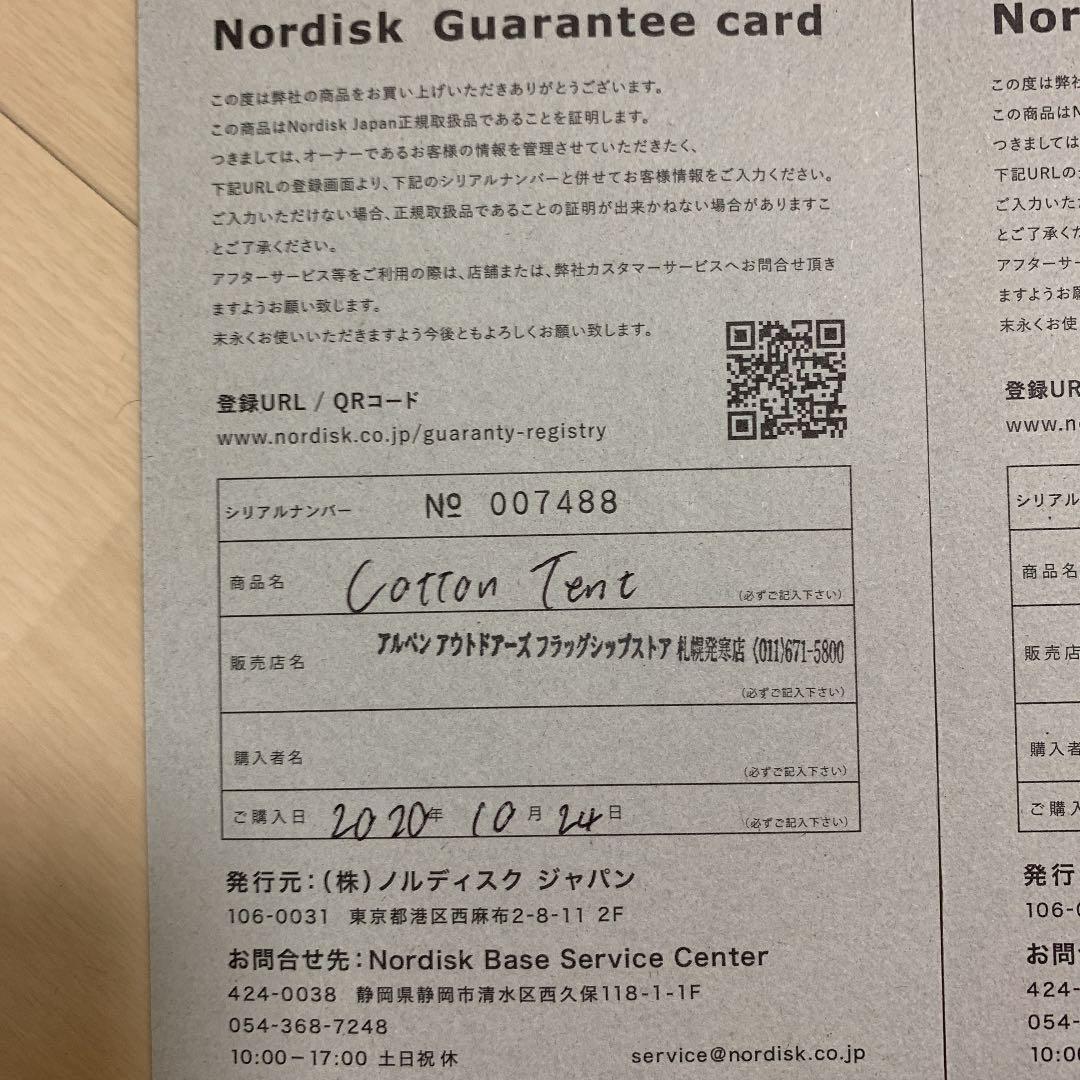 Nordisk Guarantee card
この度は弊社の商品をお買い上げいただきありがとうございます。
この商品はNordisk Japan正規取扱品であることを証明します。
つきましては、オーナーであるお客様の情報を管理させていただきたく、
下記URLの登録画面より、下記のシリアルナンバーと併せてお客様情報をご入力ください。
ご入力いただけない場合、正規取扱品であることの証明が出来かねない場合がありますこ
とご了承ください。
アフターサービス等をご利用の際は、店舗または、弊社カスタマーサービスへお問合せ頂き
ますようお願い致します。
末永くお使いいただきますよう今後ともよろしくお願い致します。
登録URL / QRコード
www.nordisk.co.jp/guaranty-registry
シリアルナンバー № 007488
商品名 Cotton Tent (必ずご記入下さい)
販売店名 アルペン アウトドアーズ フラッグシップストア 札幌発寒店 (011)671-5800
(必ずご記入下さい)
購入者名 (必ずご記入下さい)
ご購入日 2020年 10月 24日 (必ずご記入下さい)
発行元：(株)ノルディスク ジャパン
106-0031 東京都港区西麻布2-8-11 2F
お問合せ先：Nordisk Base Service Center
424-0038 静岡県静岡市清水区西久保118-1-1F
054-368-7248
10:00－17:00 土日祝休 service@nordisk.co.jp
Nor
この度は弊社
この商品はN
つきましては
下記URLの
ご入力いた
とご了承くだ
アフターサー
ますようお願
末永くお使
登録UR
www.no
シリアル
商品名
販売店
購入者
ご購入
発行
106-0
お問
424-
054-
10:00